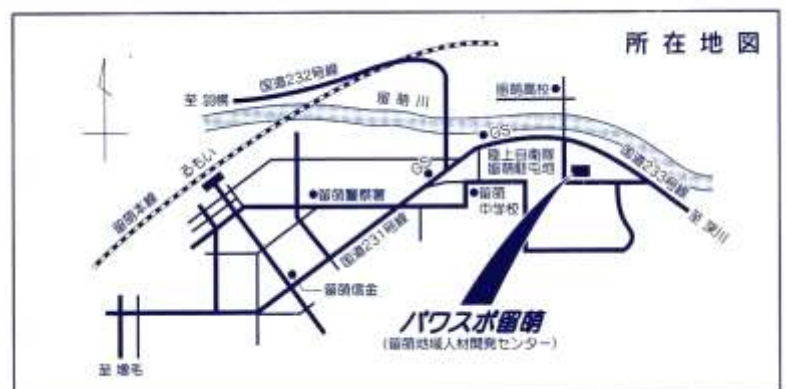 所在地図
国道232号線
至 羽幌
留萌川
留萌高校
GS
陸上自衛隊
留萌駐屯地
国道233号線
至 深川
GS
るもい
留萌本線
留萌警察署
留萌
中学校
国道231号線
留萌信金
パワスポ留萌
(留萌地域人材開発センター)
至 増毛